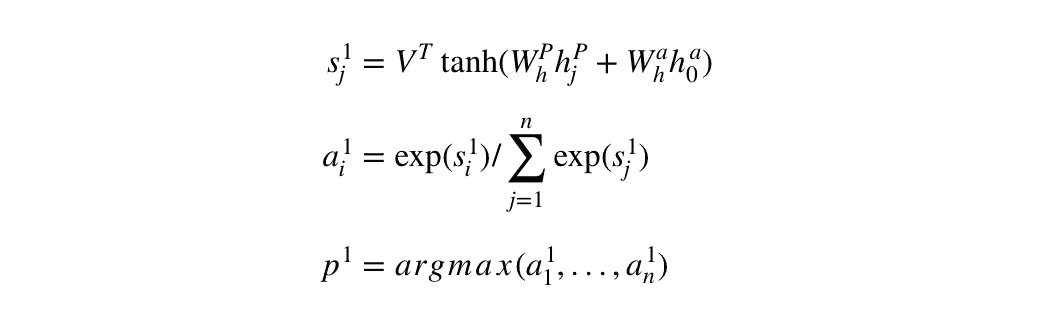 s_j^1 = V^T tanh(W_h^P h_j^P + W_h^a h_0^a)
a_i^1 = exp(s_i^1)/∑_{j=1}^{n} exp(s_j^1)
p^1 = argmax(a_1^1, . . . , a_n^1)